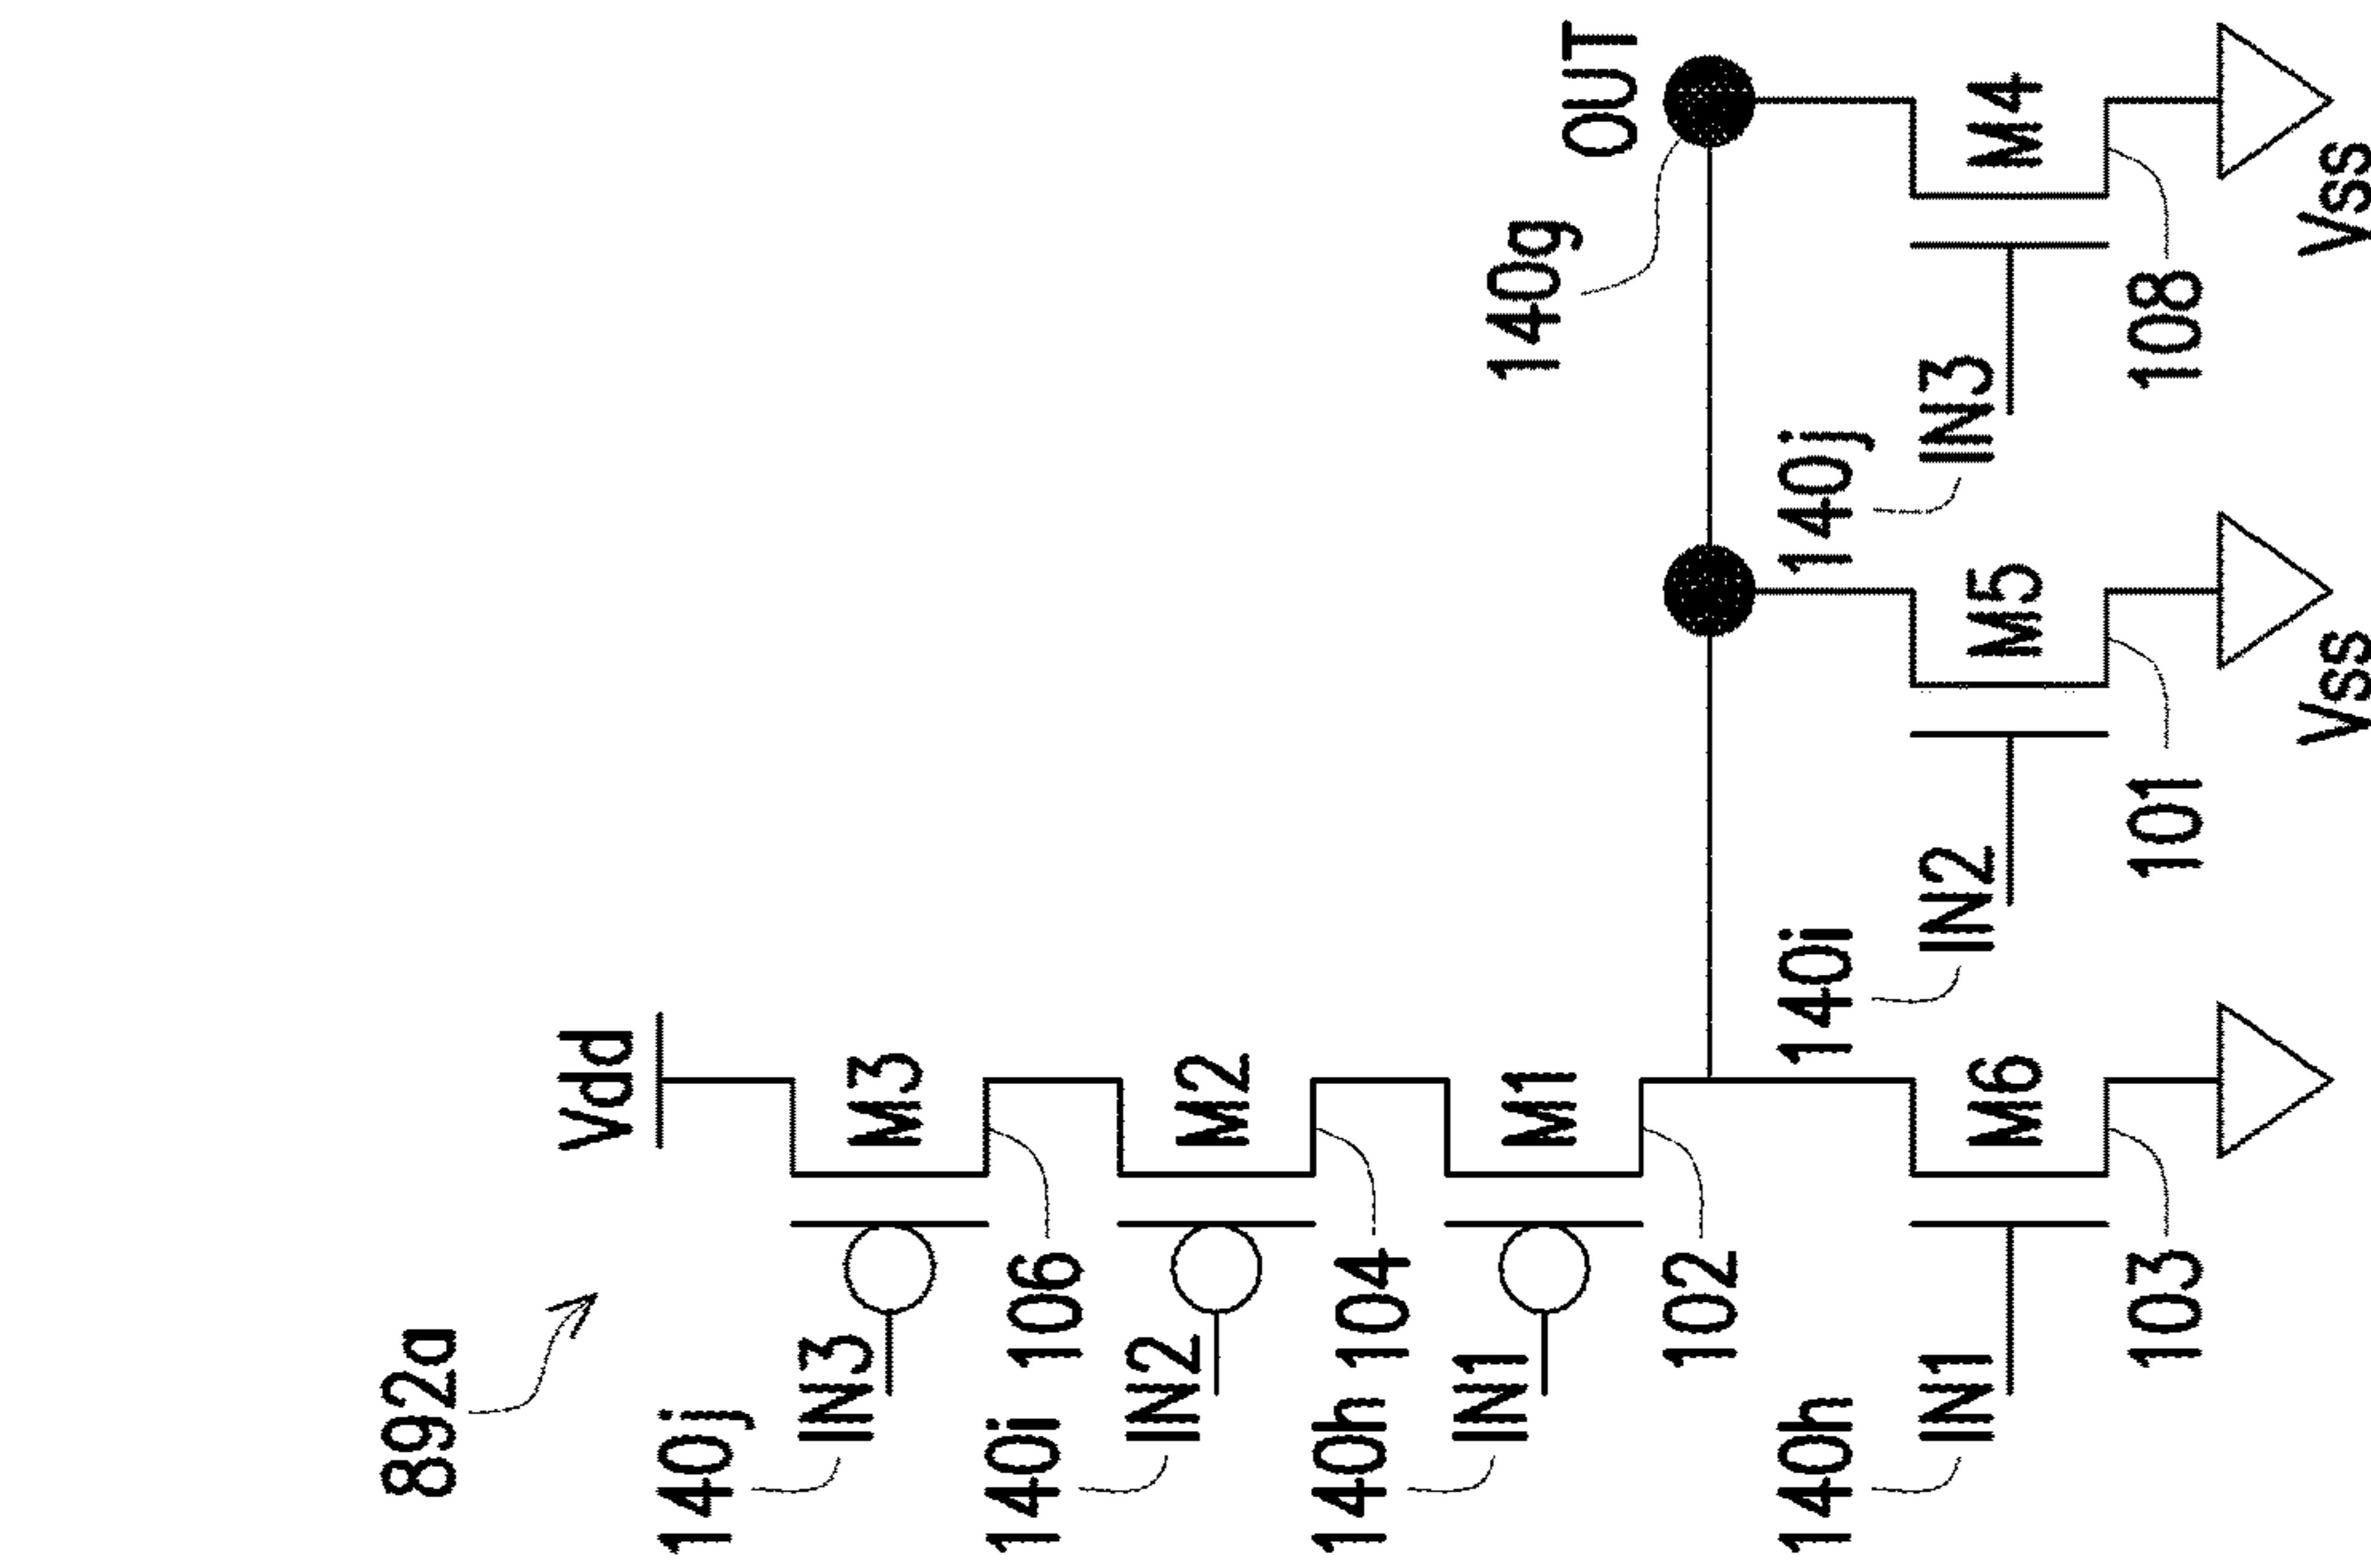 892a
Vdd
140j
IN3
M3
140i
106
IN2
M2
140h
104
IN1
M1
140g
OUT
102
140h
140i
140j
IN1
M6
IN2
M5
IN3
M4
103
101
108
Vss
Vss